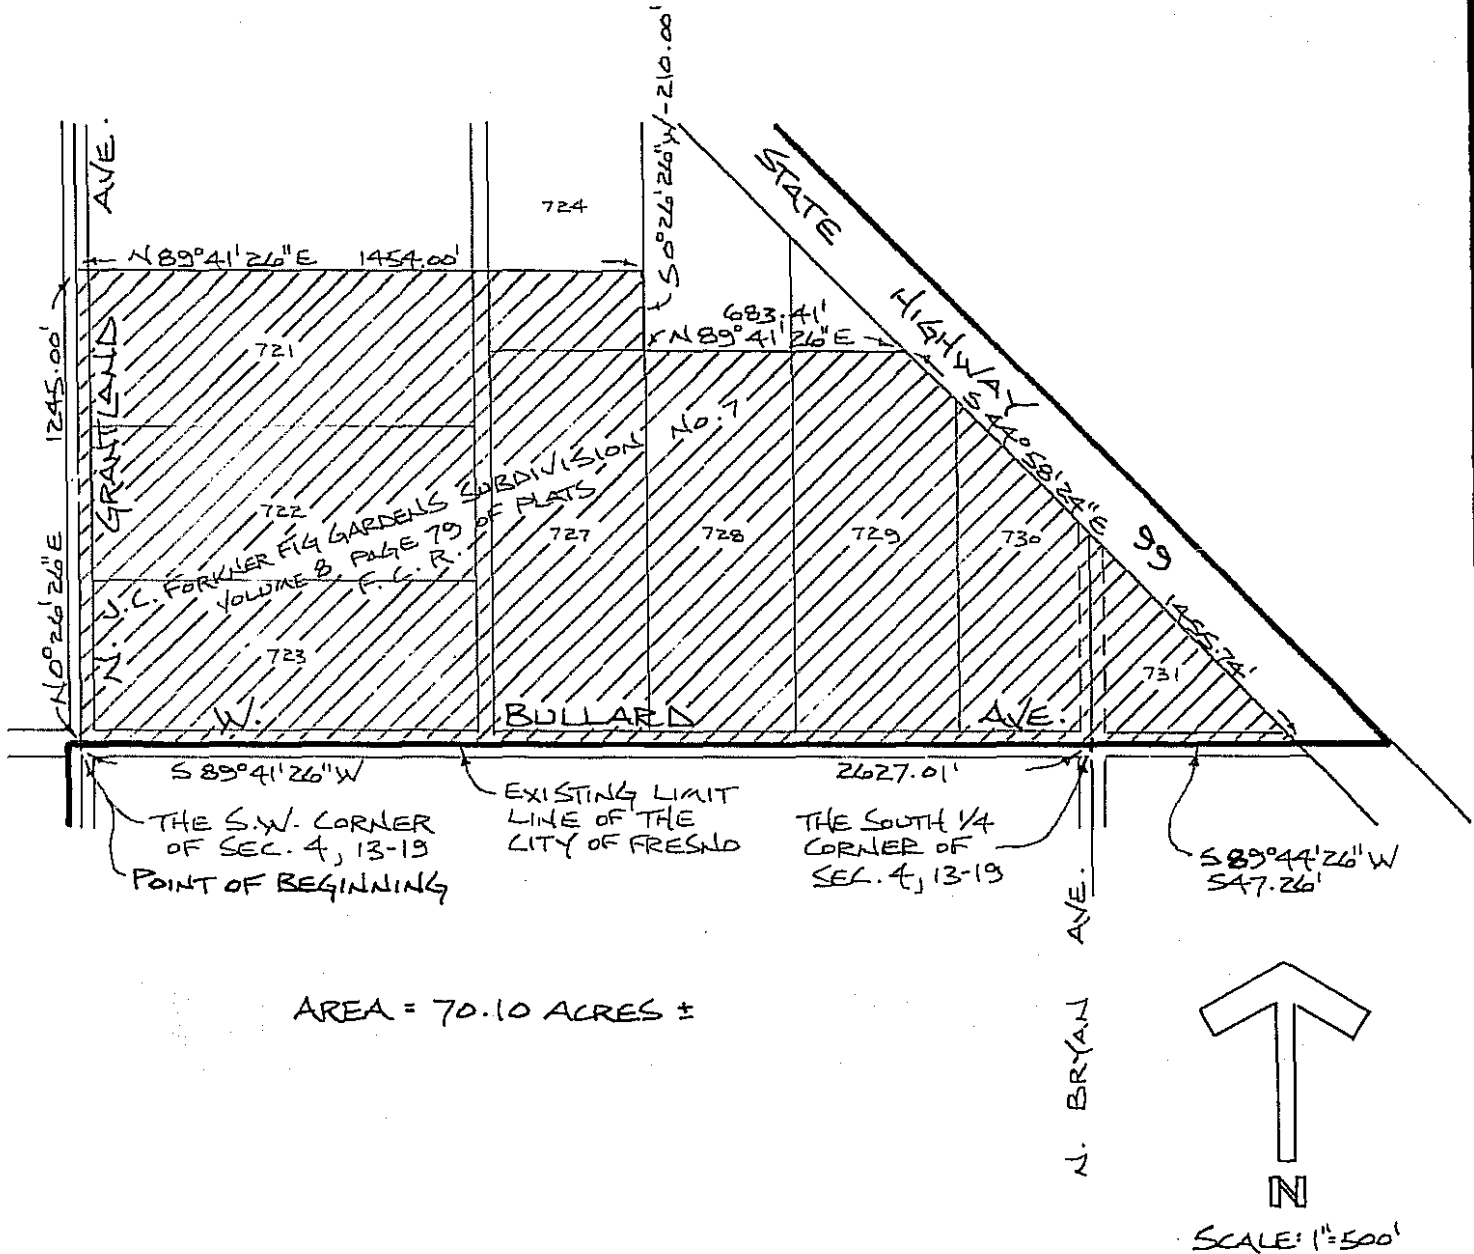 S 0°26'26"W-210.00'
AVE.
724
STATE
N 89°41'26"E 1454.00'
683.41'
N 89°41'26"E
HIGHWAY
1245.00'
GRANTLAND
721
S 44°58'24"E
99
1455.74'
J.C. FORKNER FIG GARDENS SUBDIVISION No. 7
VOLUME 8 PAGE 79 OF PLATS
F. C. R.
722
727
728
729
730
N 0°26'26"E
N.
723
731
W. BULLARD AVE.
S 89°41'26"W
2627.01'
THE S.W. CORNER
OF SEC. 4, 13-19
POINT OF BEGINNING
EXISTING LIMIT
LINE OF THE
CITY OF FRESNO
THE SOUTH 1/4
CORNER OF
SEC. 4, 13-19
S 89°44'26"W
547.26'
AREA = 70.10 ACRES ±
N. BRYAN AVE.
N
SCALE: 1"=500'